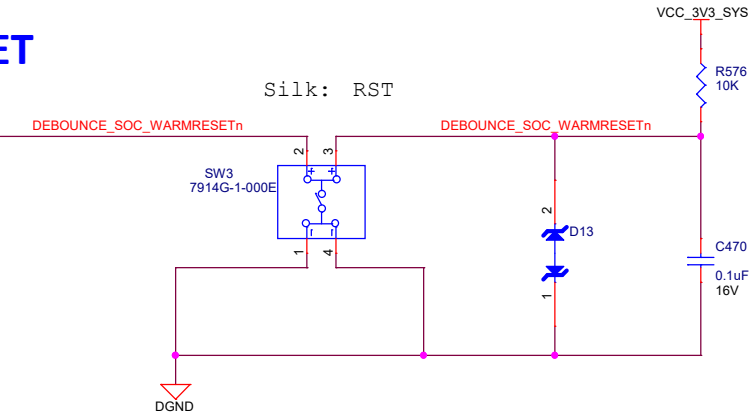 VCC_3V3_SYS
ET
R576
10K
Silk: RST
DEBOUNCE_SOC_WARMRESETn
DEBOUNCE_SOC_WARMRESETn
2
3
SW3
7914G-1-000E
1
4
2
D13
1
C470
0.1uF
16V
DGND